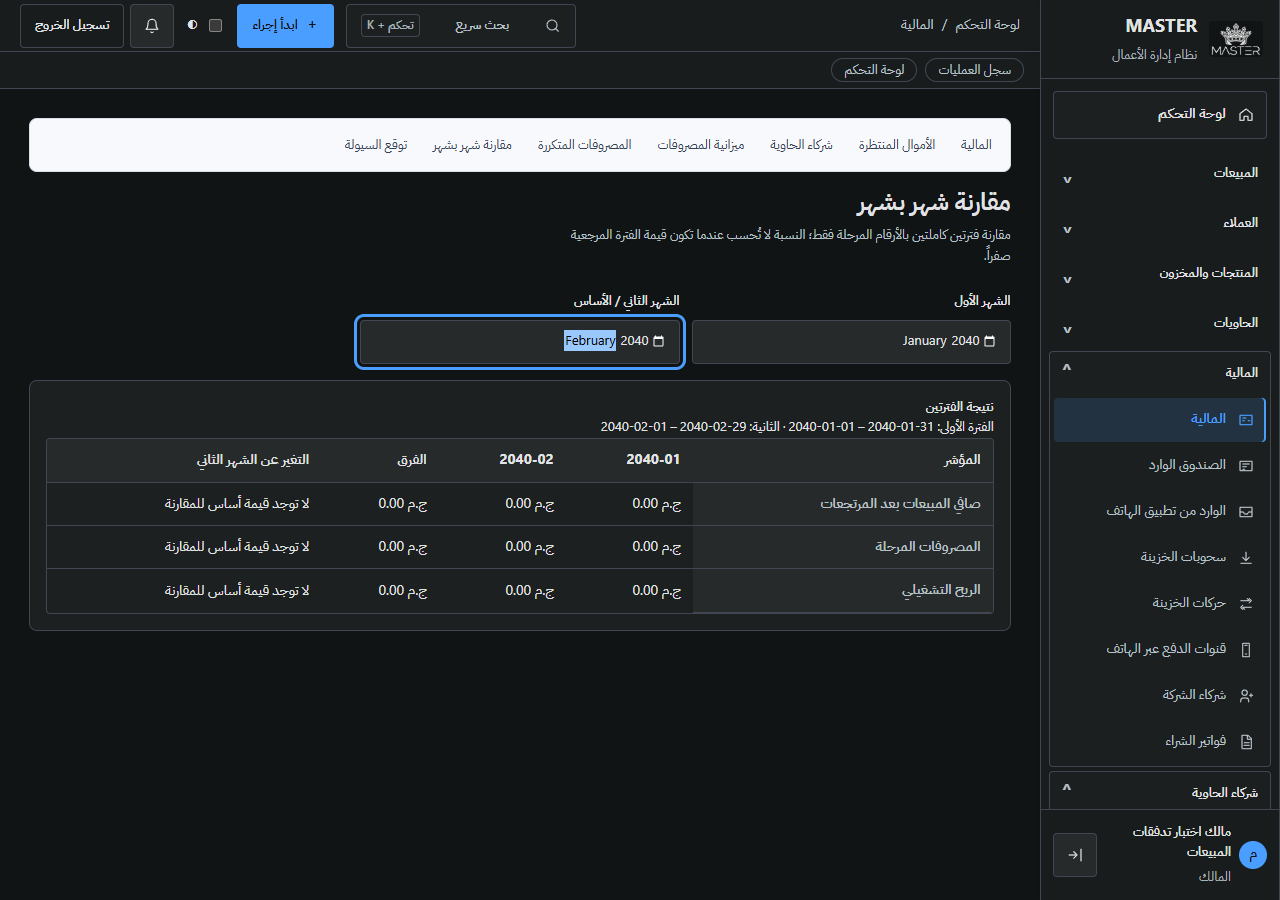 MASTER
نظام إدارة الأعمال
MASTER
لوحة التحكم
المبيعات
العملاء
المنتجات والمخزون
الحاويات
المالية
المالية
الصندوق الوارد
الوارد من تطبيق الهاتف
سحوبات الخزينة
حركات الخزينة
قنوات الدفع عبر الهاتف
شركاء الشركة
فواتير الشراء
شركاء الحاوية
م
مالك اختبار تدفقات
المبيعات
المالك
لوحة التحكم / المالية
بحث سريع تحكم + K
+ ابدأ إجراء
تسجيل الخروج
سجل العمليات لوحة التحكم
المالية الأموال المنتظرة شركاء الحاوية ميزانية المصروفات المصروفات المتكررة مقارنة شهر بشهر توقع السيولة
مقارنة شهر بشهر
مقارنة فترتين كاملتين بالأرقام المرحلة فقط؛ النسبة لا تُحسب عندما تكون قيمة الفترة المرجعية
صفراً.
الشهر الأول الشهر الثاني / الأساس
January 2040 February 2040
نتيجة الفترتين
الفترة الأولى: 31-01-2040 – 01-01-2040 · الثانية: 29-02-2040 – 01-02-2040
المؤشر 2040-01 2040-02 الفرق التغير عن الشهر الثاني
صافي المبيعات بعد المرتجعات ج.م 0.00 ج.م 0.00 ج.م 0.00 لا توجد قيمة أساس للمقارنة
المصروفات المرحلة ج.م 0.00 ج.م 0.00 ج.م 0.00 لا توجد قيمة أساس للمقارنة
الربح التشغيلي ج.م 0.00 ج.م 0.00 ج.م 0.00 لا توجد قيمة أساس للمقارنة